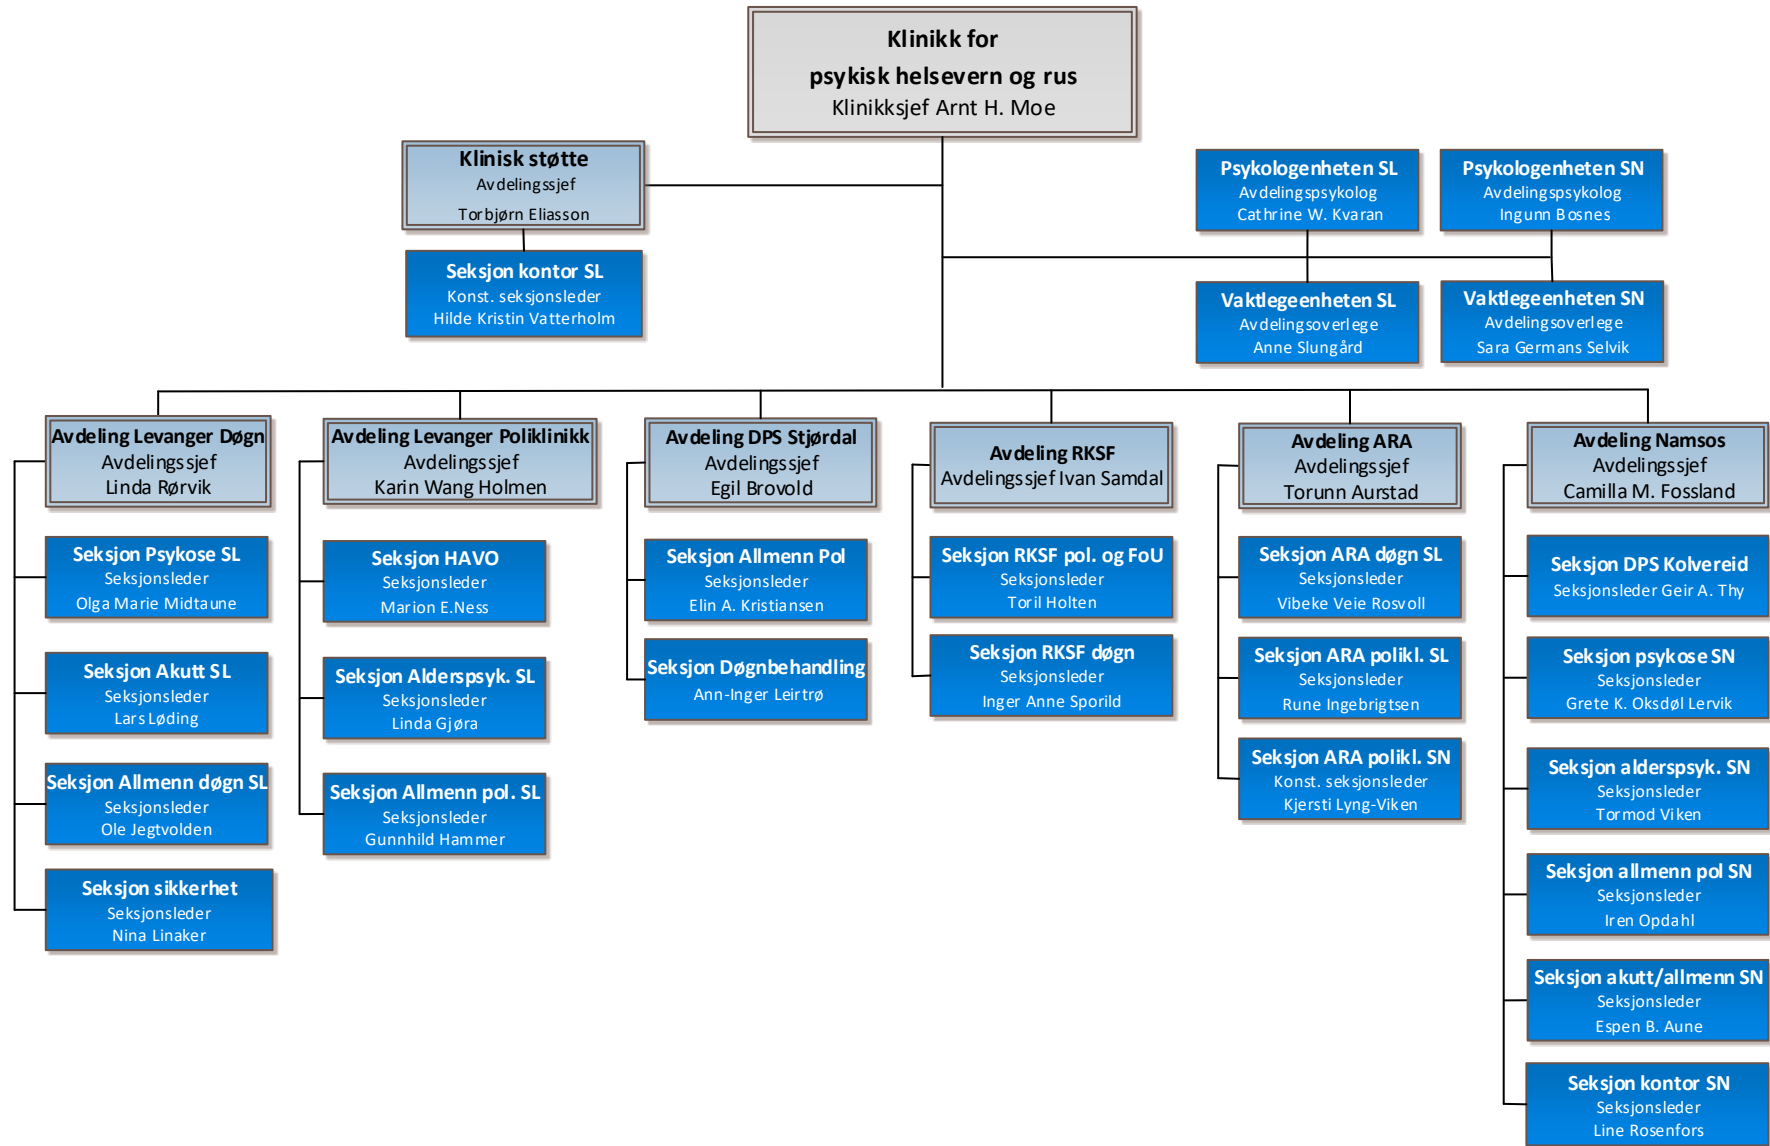 Klinikk for
psykisk helsevern og rus
Klinikksjef Arnt H. Moe
Klinisk støtte
Avdelingssjef
Torbjørn Eliasson
Seksjon kontor SL
Konst. seksjonsleder
Hilde Kristin Vatterholm
Psykologenheten SL
Avdelingspsykolog
Cathrine W. Kvaran
Psykologenheten SN
Avdelingspsykolog
Ingunn Bosnes
Vaktlegeenheten SL
Avdelingsoverlege
Anne Slungård
Vaktlegeenheten SN
Avdelingsoverlege
Sara Germans Selvik
Avdeling Levanger Døgn
Avdelingssjef
Linda Rørvik
Seksjon Psykose SL
Seksjonsleder
Olga Marie Midtaune
Seksjon Akutt SL
Seksjonsleder
Lars Løding
Seksjon Allmenn døgn SL
Seksjonsleder
Ole Jegtvolden
Seksjon sikkerhet
Seksjonsleder
Nina Linaker
Avdeling Levanger Poliklinikk
Avdelingssjef
Karin Wang Holmen
Seksjon HAVO
Seksjonsleder
Marion E.Ness
Seksjon Alderspsyk. SL
Seksjonsleder
Linda Gjøra
Seksjon Allmenn pol. SL
Seksjonsleder
Gunnhild Hammer
Avdeling DPS Stjørdal
Avdelingssjef
Egil Brovold
Seksjon Allmenn Pol
Seksjonsleder
Elin A. Kristiansen
Seksjon Døgnbehandling
Ann-Inger Leirtrø
Avdeling RKSF
Avdelingssjef Ivan Samdal
Seksjon RKSF pol. og FoU
Seksjonsleder
Toril Holten
Seksjon RKSF døgn
Seksjonsleder
Inger Anne Sporild
Avdeling ARA
Avdelingssjef
Torunn Aurstad
Seksjon ARA døgn SL
Seksjonsleder
Vibeke Veie Rosvoll
Seksjon ARA polikl. SL
Seksjonsleder
Rune Ingebrigtsen
Seksjon ARA polikl. SN
Konst. seksjonsleder
Kjersti Lyng-Viken
Avdeling Namsos
Avdelingssjef
Camilla M. Fossland
Seksjon DPS Kolvereid
Seksjonsleder Geir A. Thy
Seksjon psykose SN
Seksjonsleder
Grete K. Oksdøl Lervik
Seksjon alderspsyk. SN
Seksjonsleder
Tormod Viken
Seksjon allmenn pol SN
Seksjonsleder
Iren Opdahl
Seksjon akutt/allmenn SN
Seksjonsleder
Espen B. Aune
Seksjon kontor SN
Seksjonsleder
Line Rosenfors